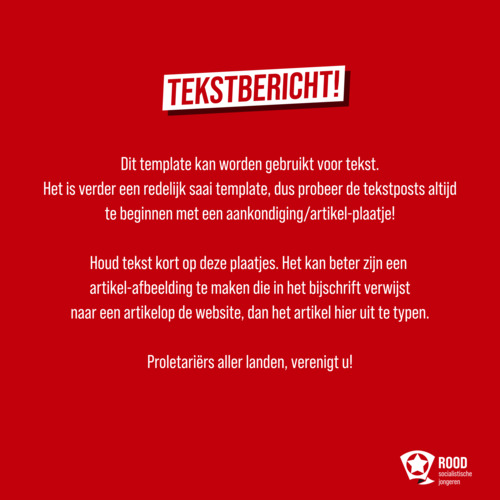 TEKSTBERICHT!
Dit template kan worden gebruikt voor tekst.
Het is verder een redelijk saai template, dus probeer de tekstposts altijd
te beginnen met een aankondiging/artikel-plaatje!
Houd tekst kort op deze plaatjes. Het kan beter zijn een
artikel-afbeelding te maken die in het bijschrift verwijst
naar een artikelop de website, dan het artikel hier uit te typen.
Proletariërs aller landen, verenigt u!
ROOD
socialistische
jongeren